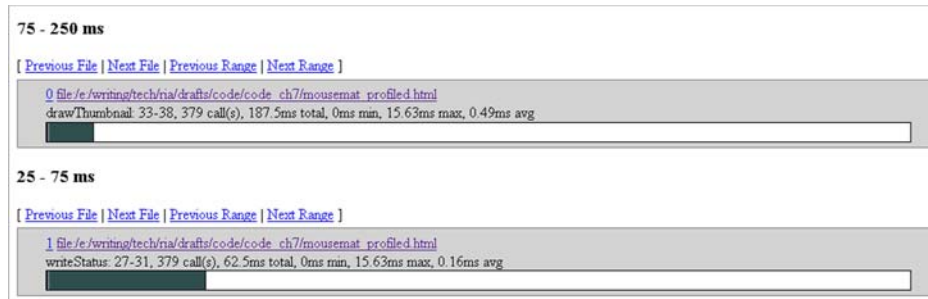 75 - 250 ms
[ Previous File | Next File | Previous Range | Next Range ]
0 file:/e:/writing/tech/ria/drafts/code/code_ch7/mousemat_profiled.html
drawThumbnail: 33-38, 379 call(s), 187.5ms total, 0ms min, 15.63ms max, 0.49ms avg
25 - 75 ms
[ Previous File | Next File | Previous Range | Next Range ]
1 file:/e:/writing/tech/ria/drafts/code/code_ch7/mousemat_profiled.html
writeStatus: 27-31, 379 call(s), 62.5ms total, 0ms min, 15.63ms max, 0.16ms avg